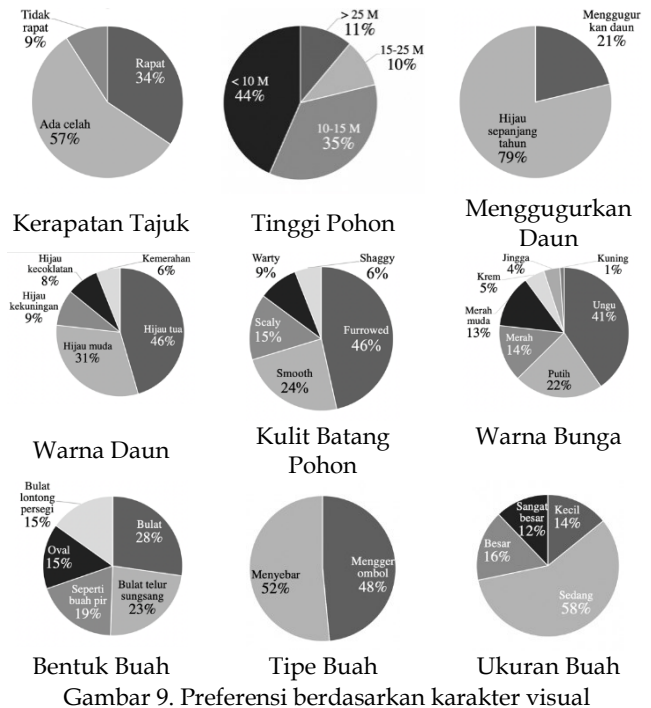 Tidak
rapat
9%
Rapat
34%
Ada celah
57%
Kerapatan Tajuk
> 25 M
11%
15-25 M
10%
< 10 M
44%
10-15 M
35%
Tinggi Pohon
Menggugur
kan daun
21%
Hijau
sepanjang
tahun
79%
Menggugurkan
Daun
Hijau
kecoklatan
8%
Kemerahan
6%
Hijau
kekuningan
9%
Hijau tua
46%
Hijau muda
31%
Warna Daun
Warty
9%
Shaggy
6%
Scaly
15%
Furrowed
46%
Smooth
24%
Kulit Batang
Pohon
Jingga
4%
Kuning
1%
Krem
5%
Ungu
41%
Merah
muda
13%
Merah
14%
Putih
22%
Warna Bunga
Bulat
lontong
persegi
15%
Bulat
28%
Oval
15%
Seperti
buah pir
19%
Bulat telur
sungsang
23%
Bentuk Buah
Menyebar
52%
Mengger
ombol
48%
Tipe Buah
Sangat
besar
12%
Kecil
14%
Besar
16%
Sedang
58%
Ukuran Buah
Gambar 9. Preferensi berdasarkan karakter visual